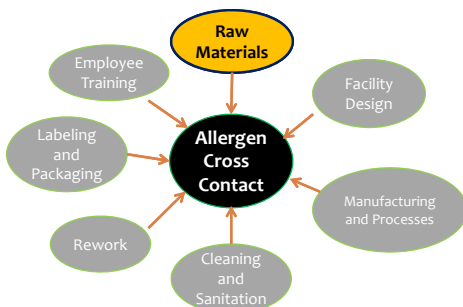 Raw
Materials
Employee
Training
Facility
Design
Allergen
Cross
Contact
Labeling
and
Packaging
Manufacturing
and Processes
Rework
Cleaning
and
Sanitation